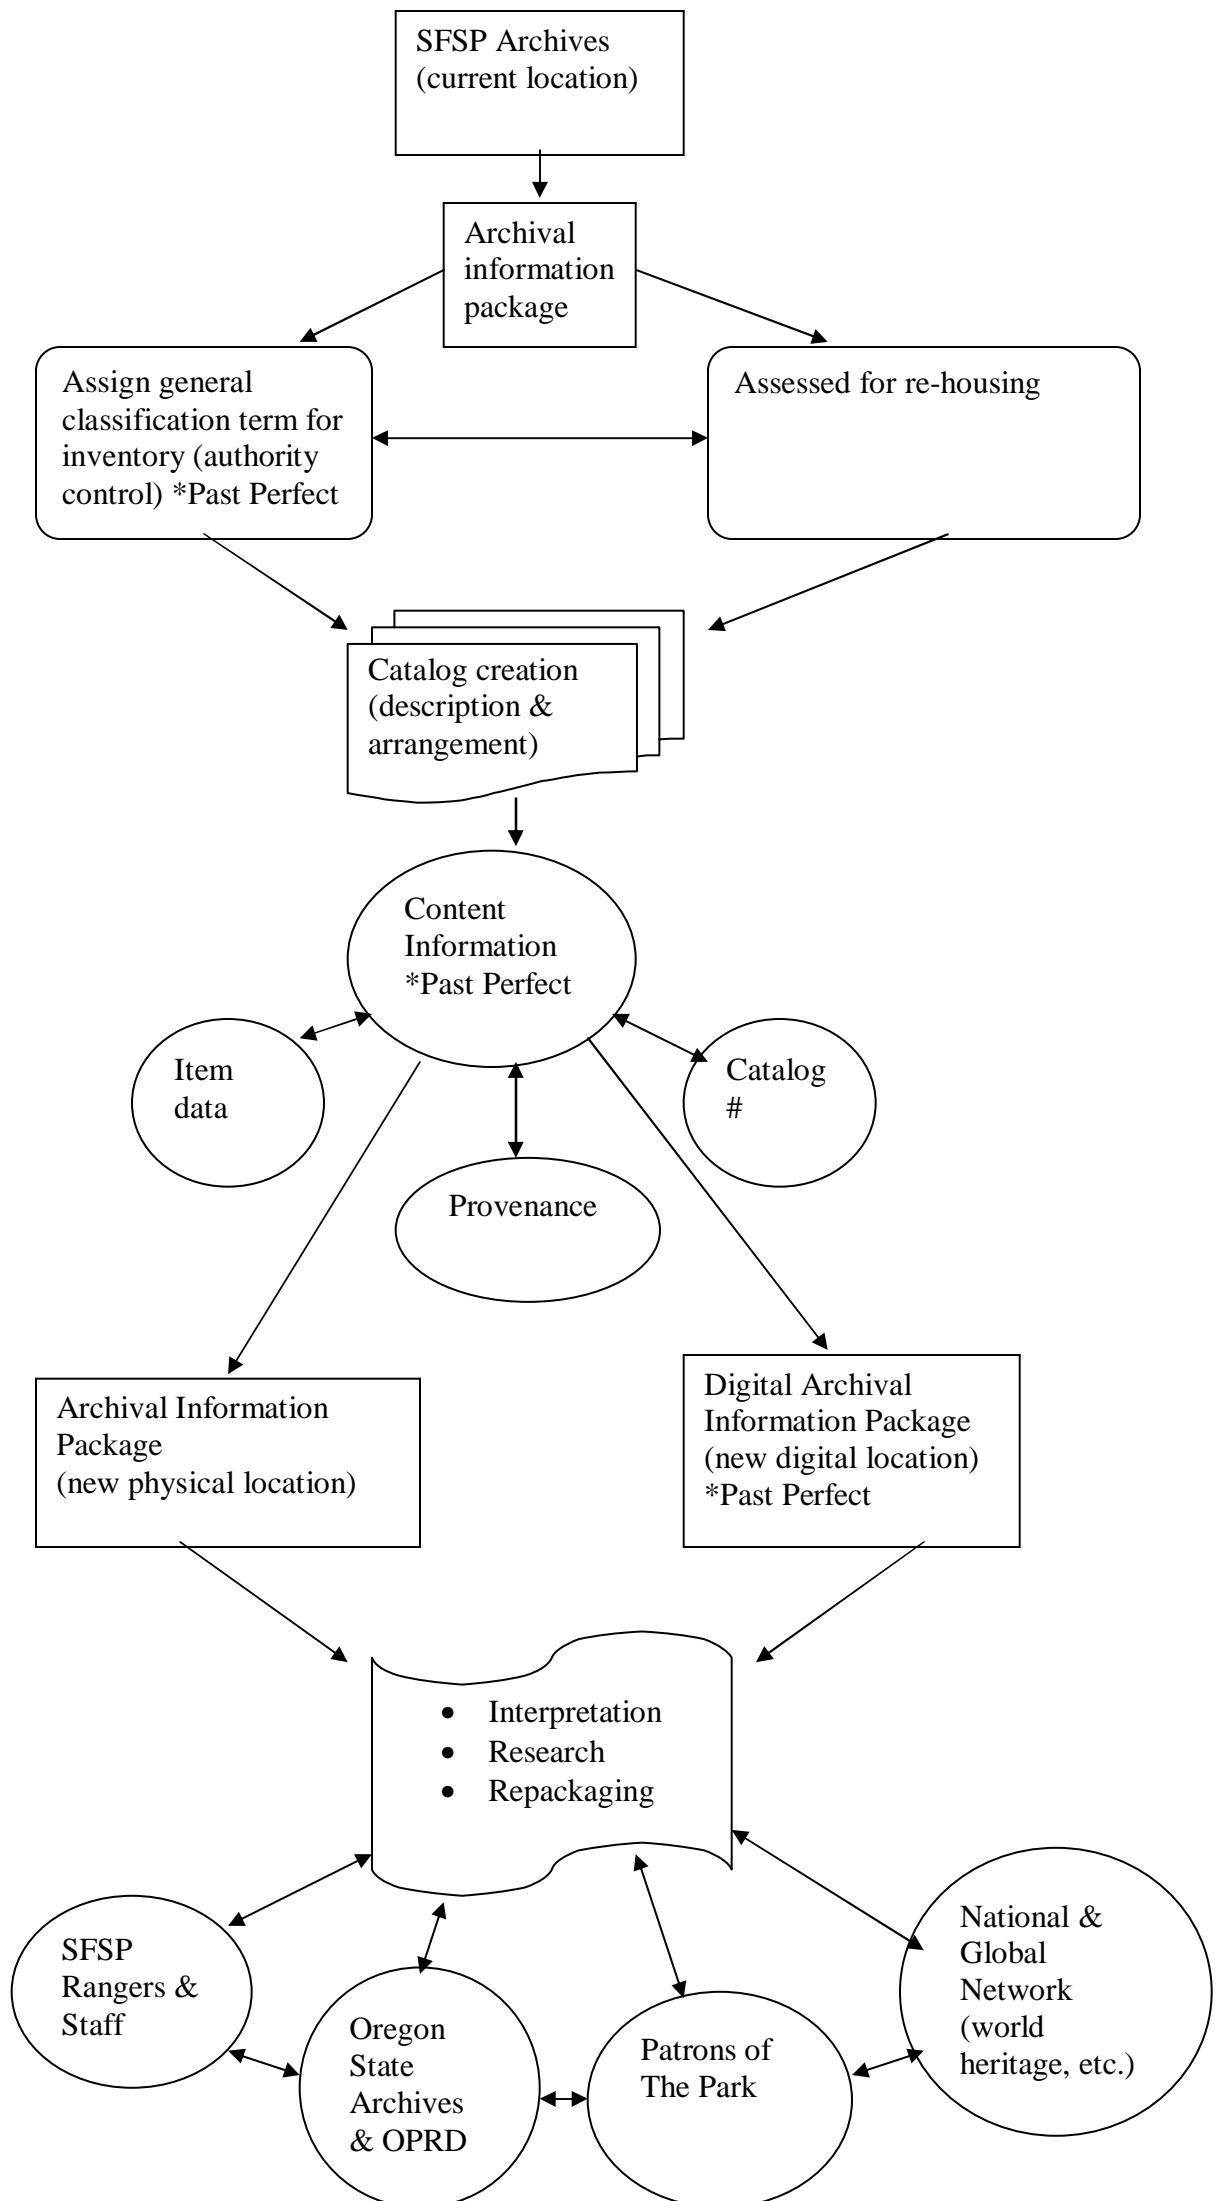 SFSP Archives
(current location)
Archival
information
package
Assign general
classification term for
inventory (authority
control) *Past Perfect
Assessed for re-housing
Catalog creation
(description &
arrangement)
Content
Information
*Past Perfect
Item
data
Catalog
#
Provenance
Archival Information
Package
(new physical location)
Digital Archival
Information Package
(new digital location)
*Past Perfect
• Interpretation
• Research
• Repackaging
SFSP
Rangers &
Staff
Oregon
State
Archives
& OPRD
Patrons of
The Park
National &
Global
Network
(world
heritage, etc.)